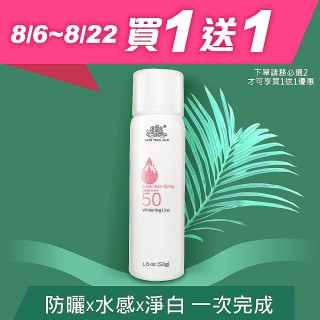 8/6~8/22 買1送1
下單請務必選2
才可享買1送1優惠
Sunscreen Spray
50
Whitening Line
1.6 oz (50g)
防曬x水感x淨白 一次完成